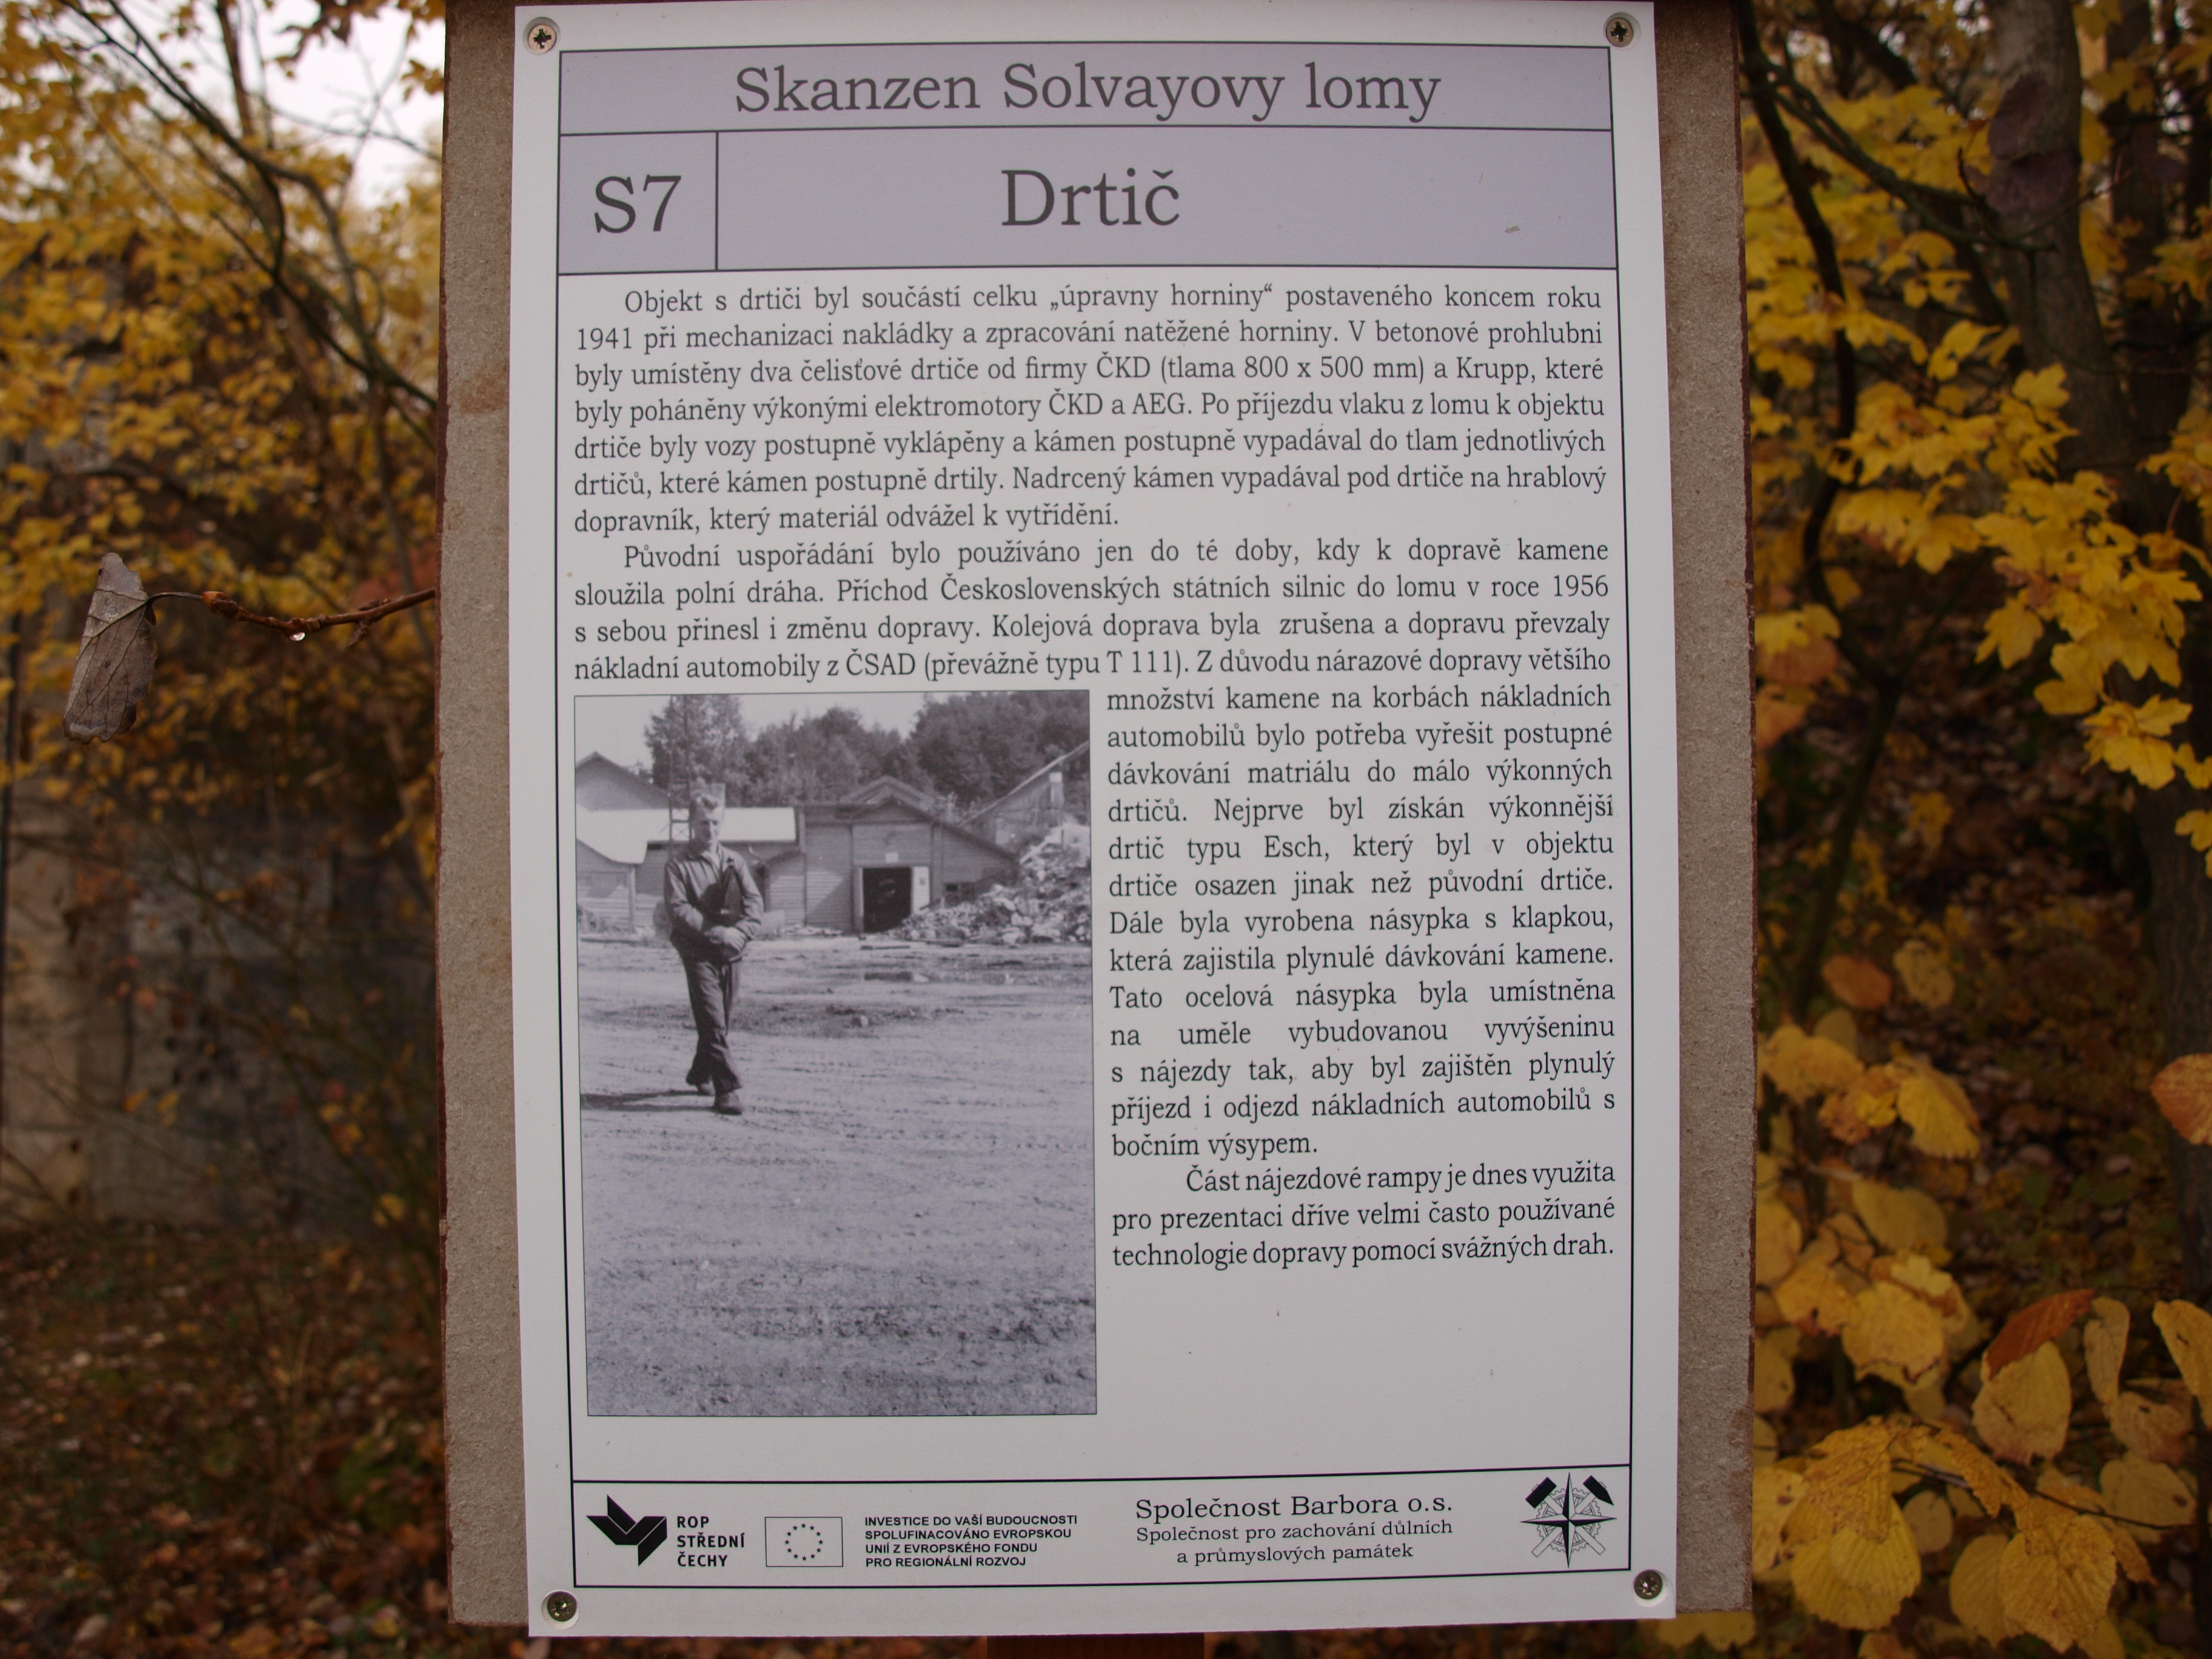 Skanzen Solvayovy lomy
S7
Drtič
Objekt s drtiči byl součástí celku „úpravny horniny“ postaveného koncem roku
1941 při mechanizaci nakládky a zpracování natěžené horniny. V betonové prohlubni
byly umístěny dva čelisťové drtiče od firmy ČKD (tlama 800 x 500 mm) a Krupp, které
byly poháněny výkonými elektromotory ČKD a AEG. Po příjezdu vlaku z lomu k objektu
drtiče byly vozy postupně vyklápěny a kámen postupně vypadával do tlam jednotlivých
drtičů, které kámen postupně drtily. Nadrcený kámen vypadával pod drtiče na hrablový
dopravník, který materiál odvážel k vytřídění.
Původní uspořádání bylo používáno jen do té doby, kdy k dopravě kamene
sloužila polní dráha. Příchod Československých státních silnic do lomu v roce 1956
s sebou přinesl i změnu dopravy. Kolejová doprava byla zrušena a dopravu převzaly
nákladní automobily z ČSAD (převážně typu T 111). Z důvodu nárazové dopravy většího
množství kamene na korbách nákladních
automobilů bylo potřeba vyřešit postupné
dávkování matriálu do málo výkonných
drtičů. Nejprve byl získán výkonnější
drtič typu Esch, který byl v objektu
drtiče osazen jinak než původní drtiče.
Dále byla vyrobena násypka s klapkou,
která zajistila plynulé dávkování kamene.
Tato ocelová násypka byla umístněna
na uměle vybudovanou vyvýšeninu
s nájezdy tak, aby byl zajištěn plynulý
příjezd i odjezd nákladních automobilů s
bočním výsypem.
Část nájezdové rampy je dnes využita
pro prezentaci dříve velmi často používané
technologie dopravy pomocí svážných drah.
ROP
STŘEDNÍ
ČECHY
INVESTICE DO VAŠÍ BUDOUCNOSTI
SPOLUFINACOVÁNO EVROPSKOU
UNIÍ Z EVROPSKÉHO FONDU
PRO REGIONÁLNÍ ROZVOJ
Společnost Barbora o.s.
Společnost pro zachování důlních
a průmyslových památek